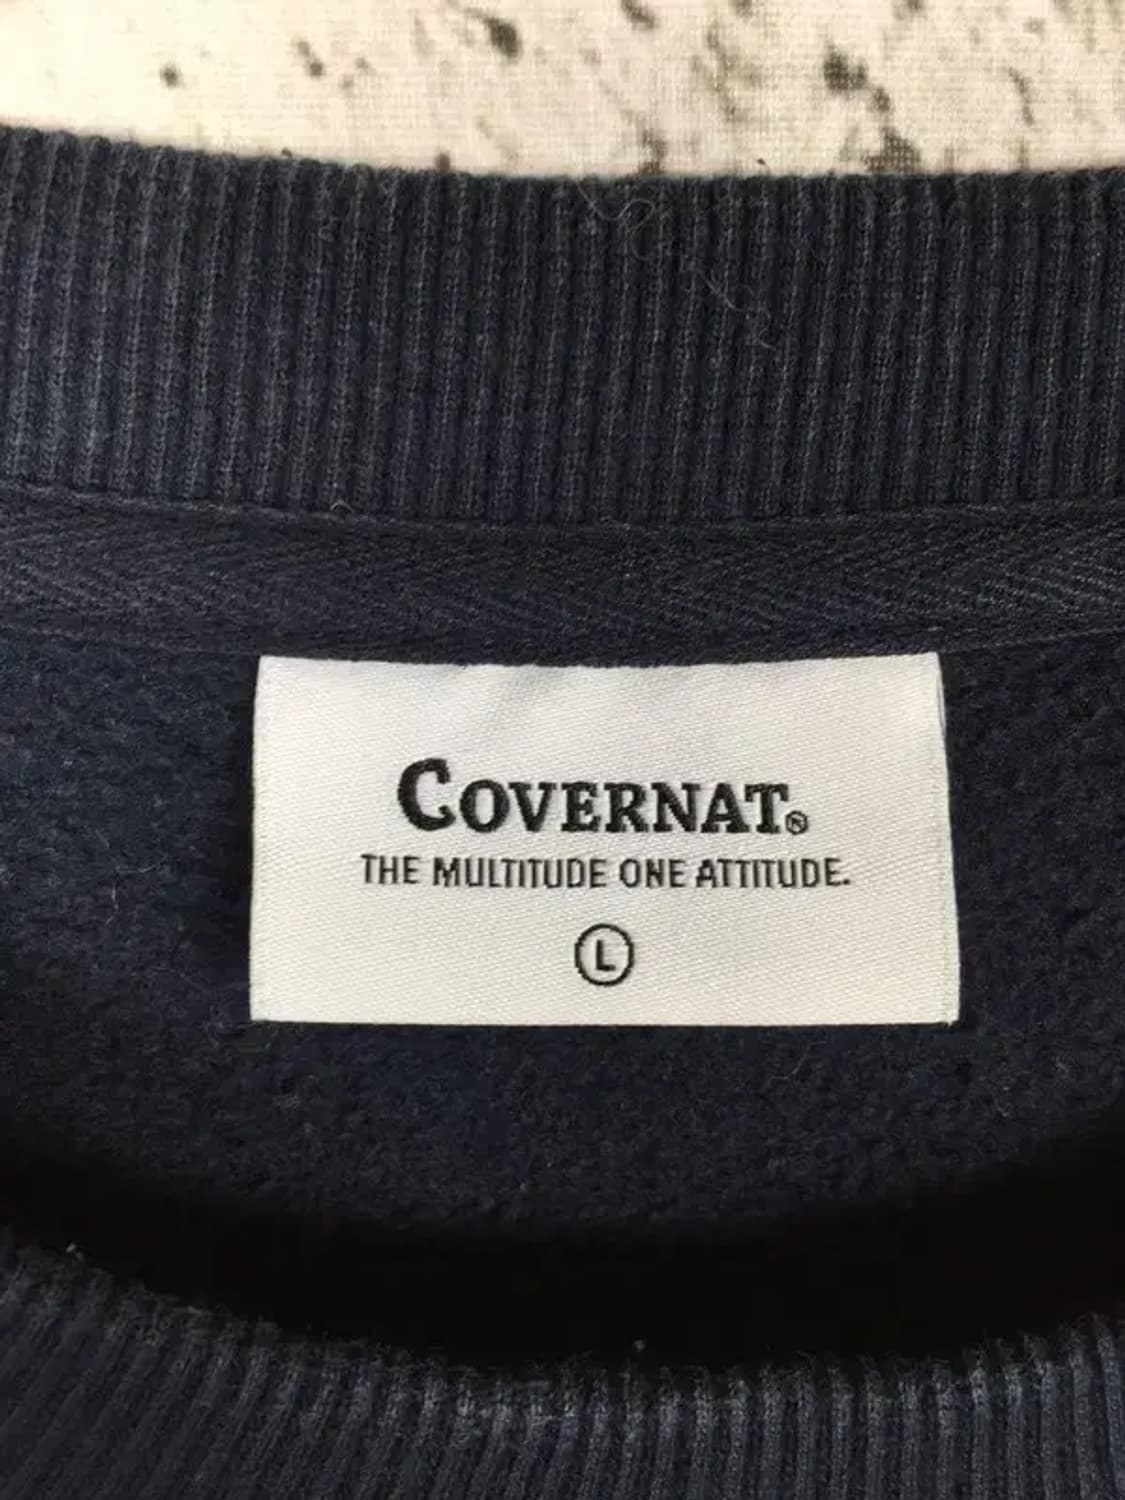 COVERNAT®
THE MULTITUDE ONE ATTITUDE.
L